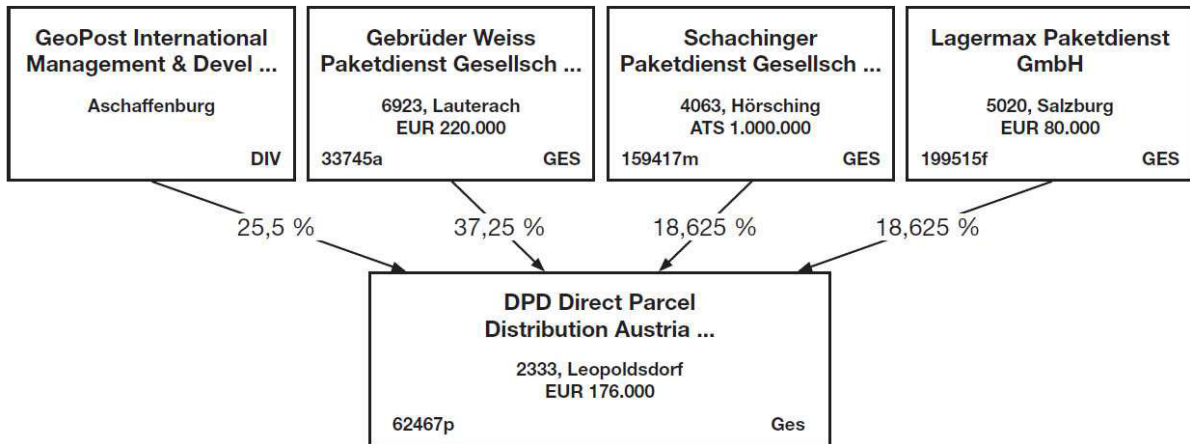 GeoPost International
Management & Devel ...
Aschaffenburg
DIV
Gebrüder Weiss
Paketdienst Gesellsch ...
6923, Lauterach
EUR 220.000
33745a GES
Schachinger
Paketdienst Gesellsch ...
4063, Hörsching
ATS 1.000.000
159417m GES
Lagermax Paketdienst
GmbH
5020, Salzburg
EUR 80.000
199515f GES
25,5 % 37,25 % 18,625 % 18,625 %
DPD Direct Parcel
Distribution Austria ...
2333, Leopoldsdorf
EUR 176.000
62467p Ges